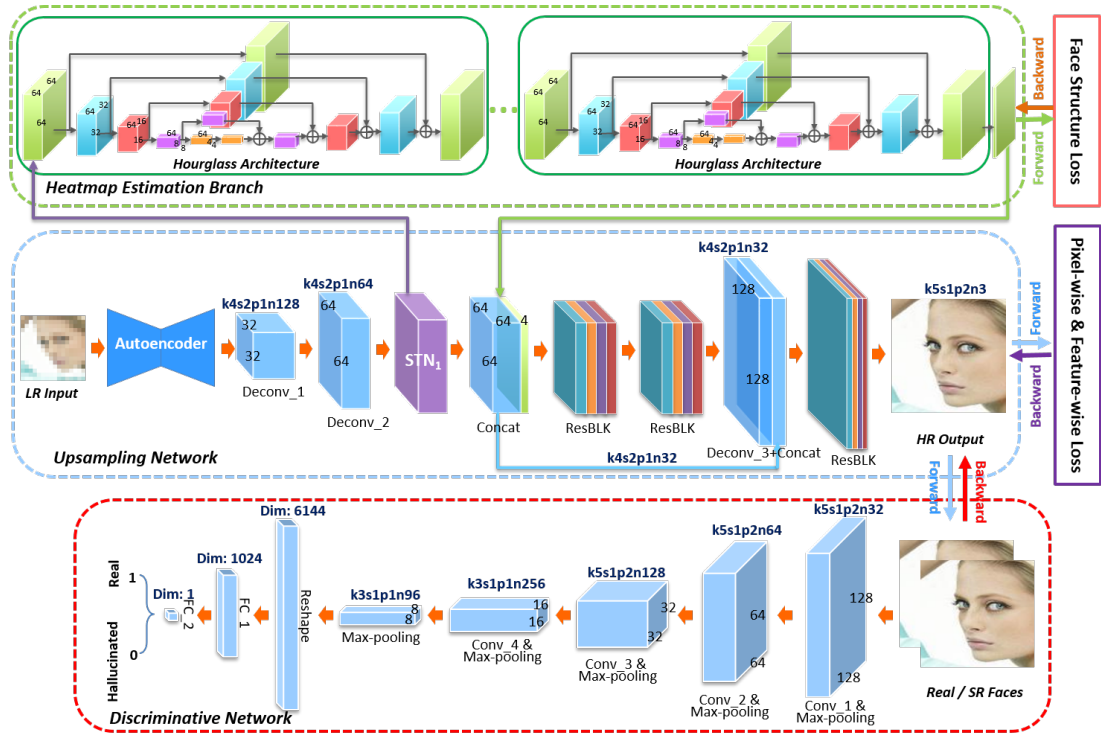 64
64
64
64
32
32
64
16
16
64
8
8
64
4
4
Hourglass Architecture
64
64
64
64
32
32
64
16
16
64
8
8
64
4
4
Hourglass Architecture
Heatmap Estimation Branch
Backward
Forward
Face Structure Loss
LR Input
Autoencoder
k4s2p1n128
32
32
Deconv_1
k4s2p1n64
64
64
Deconv_2
STN1
64
64
4
64
Concat
ResBLK
ResBLK
k4s2p1n32
k4s2p1n32
128
128
Deconv_3+Concat
ResBLK
k5s1p2n3
HR Output
Forward
Backward
Pixel-wise & Feature-wise Loss
Upsampling Network
Forward
Backward
Real
1
0
Hallucinated
Dim: 1
FC_2
Dim: 1024
FC_1
Dim: 6144
Reshape
k3s1p1n96
8
8
Max-pooling
k3s1p1n256
16
16
Conv_4 &
Max-pooling
k5s1p2n128
32
32
Conv_3 &
Max-pooling
k5s1p2n64
64
64
Conv_2 &
Max-pooling
k5s1p2n32
128
128
Conv_1 &
Max-pooling
Real / SR Faces
Discriminative Network